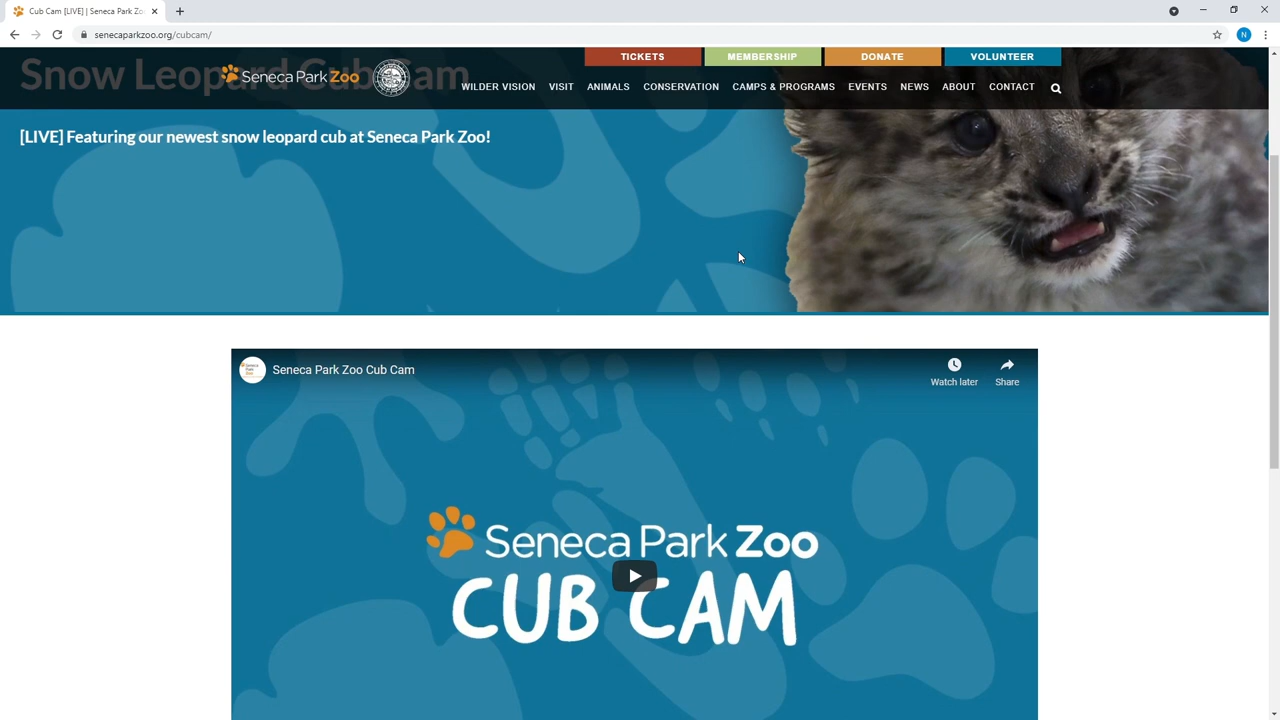 Cub Cam [LIVE] | Seneca Park Zo
senecaparkzoo.org/cubcam/
N
TICKETS
MEMBERSHIP
DONATE
VOLUNTEER
Snow Leopard Cub Cam
Seneca Park Zoo
WILDER VISION
VISIT
ANIMALS
CONSERVATION
CAMPS & PROGRAMS
EVENTS
NEWS
ABOUT
CONTACT
[LIVE] Featuring our newest snow leopard cub at Seneca Park Zoo!
Seneca Park Zoo Cub Cam
Watch later
Share
Seneca Park Zoo
CUB CAM